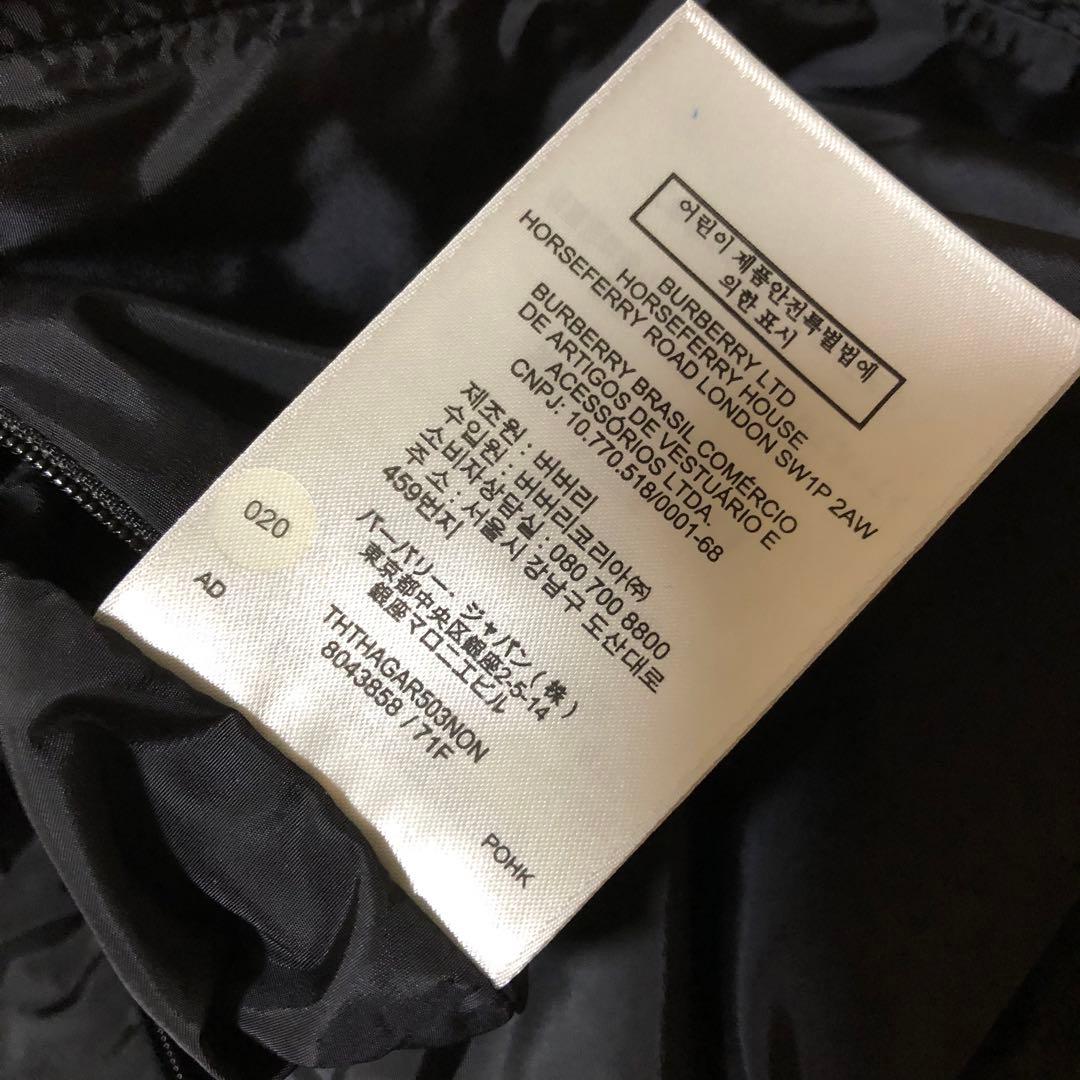 어린이 제품안전특별법에
의한 표시
BURBERRY LTD
HORSEFERRY HOUSE
HORSEFERRY ROAD LONDON SW1P 2AW
BURBERRY BRASIL COMÉRCIO
DE ARTIGOS DE VESTUÁRIO E
ACESSÓRIOS LTDA.
CNPJ: 10.770.518/0001-68
제조원 : 버버리
수입원 : 버버리코리아㈜
소비자상담실 : 080 700 8800
주 소 : 서울시 강남구 도산대로
459번지
バーバリー・ジャパン(株)
東京都中央区銀座2-5-14
銀座マロニエビル
THTHAGAR503NON
8043858 /71F
020
AD
POHK